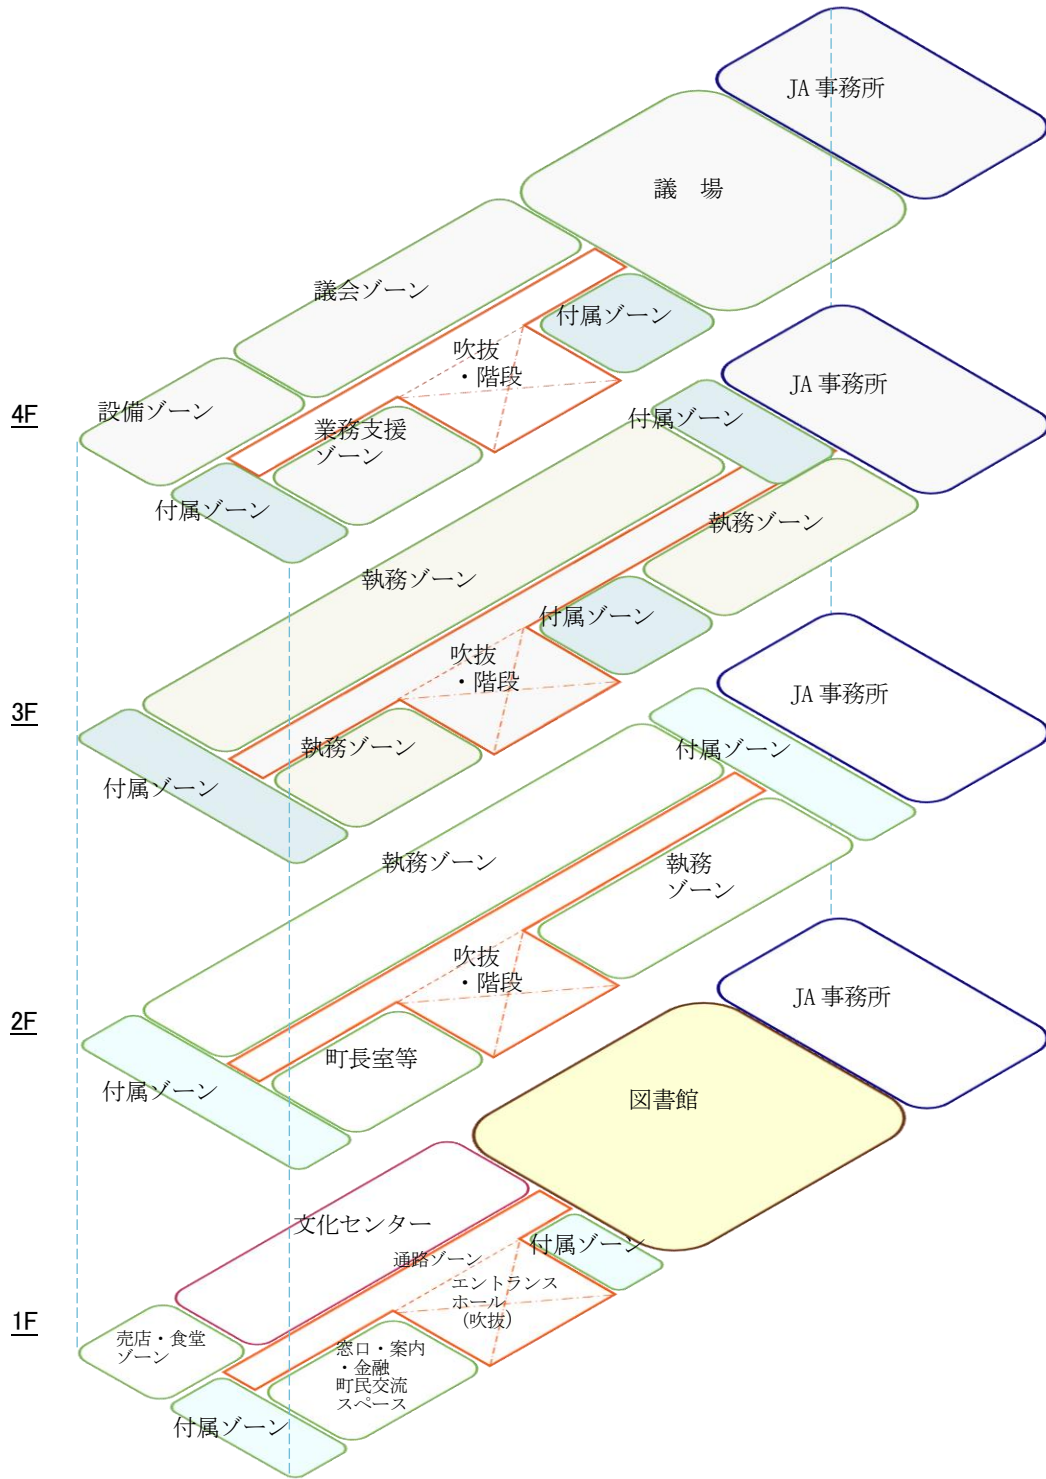 JA 事務所
議　場
議会ゾーン
付属ゾーン
吹抜
・階段
設備ゾーン
4F
業務支援
ゾーン
付属ゾーン
JA 事務所
付属ゾーン
執務ゾーン
執務ゾーン
付属ゾーン
吹抜
・階段
3F
執務ゾーン
付属ゾーン
JA 事務所
付属ゾーン
執務ゾーン
執務
ゾーン
吹抜
・階段
2F
町長室等
付属ゾーン
JA 事務所
図書館
文化センター
付属ゾーン
通路ゾーン
エントランス
ホール
(吹抜)
1F
売店・食堂
ゾーン
窓口・案内
・金融
町民交流
スペース
付属ゾーン